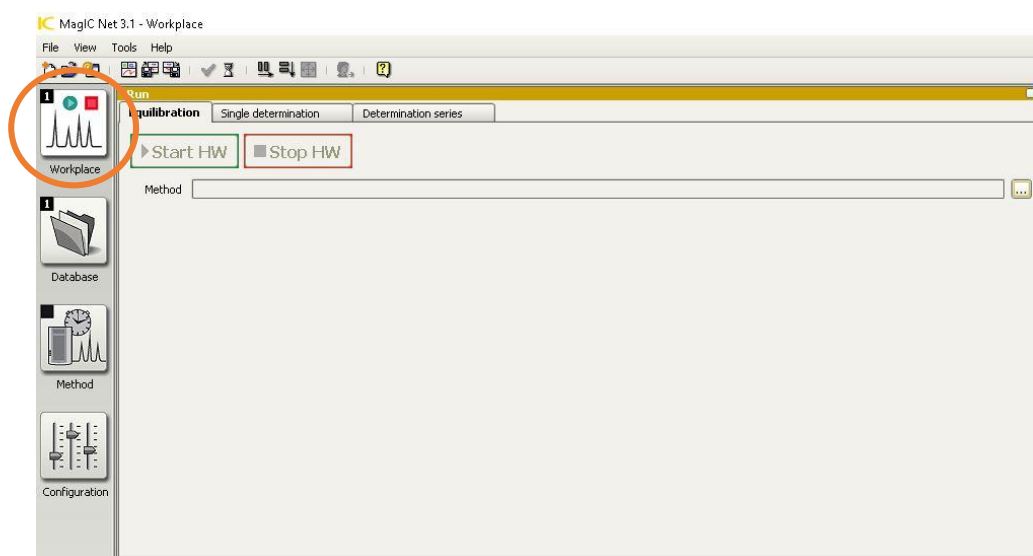 MagIC Net 3.1 - Workplace
File View Tools Help
1
Run
Equilibration Single determination Determination series
Start HW Stop HW
Workplace
Method ...
1
Database
Method
Configuration